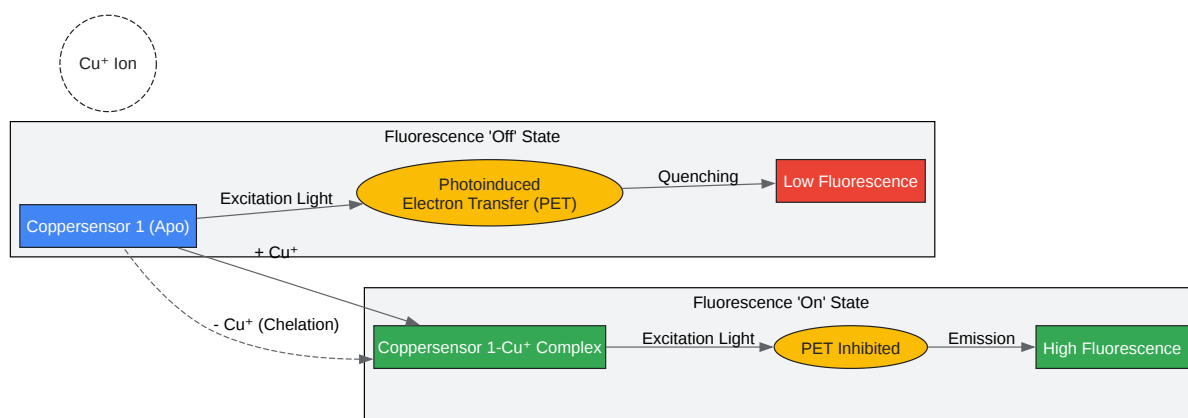 Cu⁺ Ion
Fluorescence 'Off' State
Coppersensor 1 (Apo)
Excitation Light
Photoinduced
Electron Transfer (PET)
Quenching
Low Fluorescence
+ Cu⁺
- Cu⁺ (Chelation)
Fluorescence 'On' State
Coppersensor 1-Cu⁺ Complex
Excitation Light
PET Inhibited
Emission
High Fluorescence